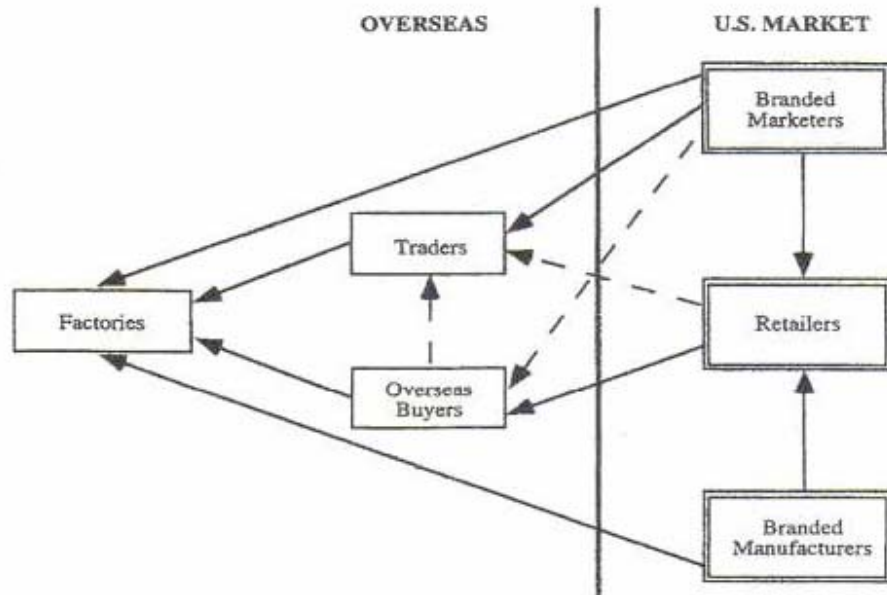 OVERSEAS
U.S. MARKET
Branded
Marketers
Traders
Factories
Retailers
Overseas
Buyers
Branded
Manufacturers